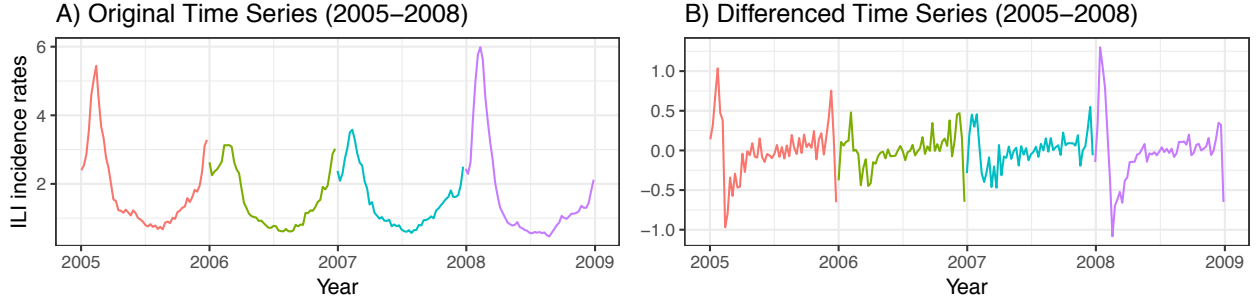 A) Original Time Series (2005−2008)
ILI incidence rates
6
4
2
2005 2006 2007 2008 2009
Year
B) Differenced Time Series (2005−2008)
1.0
0.5
0.0
−0.5
−1.0
2005 2006 2007 2008 2009
Year